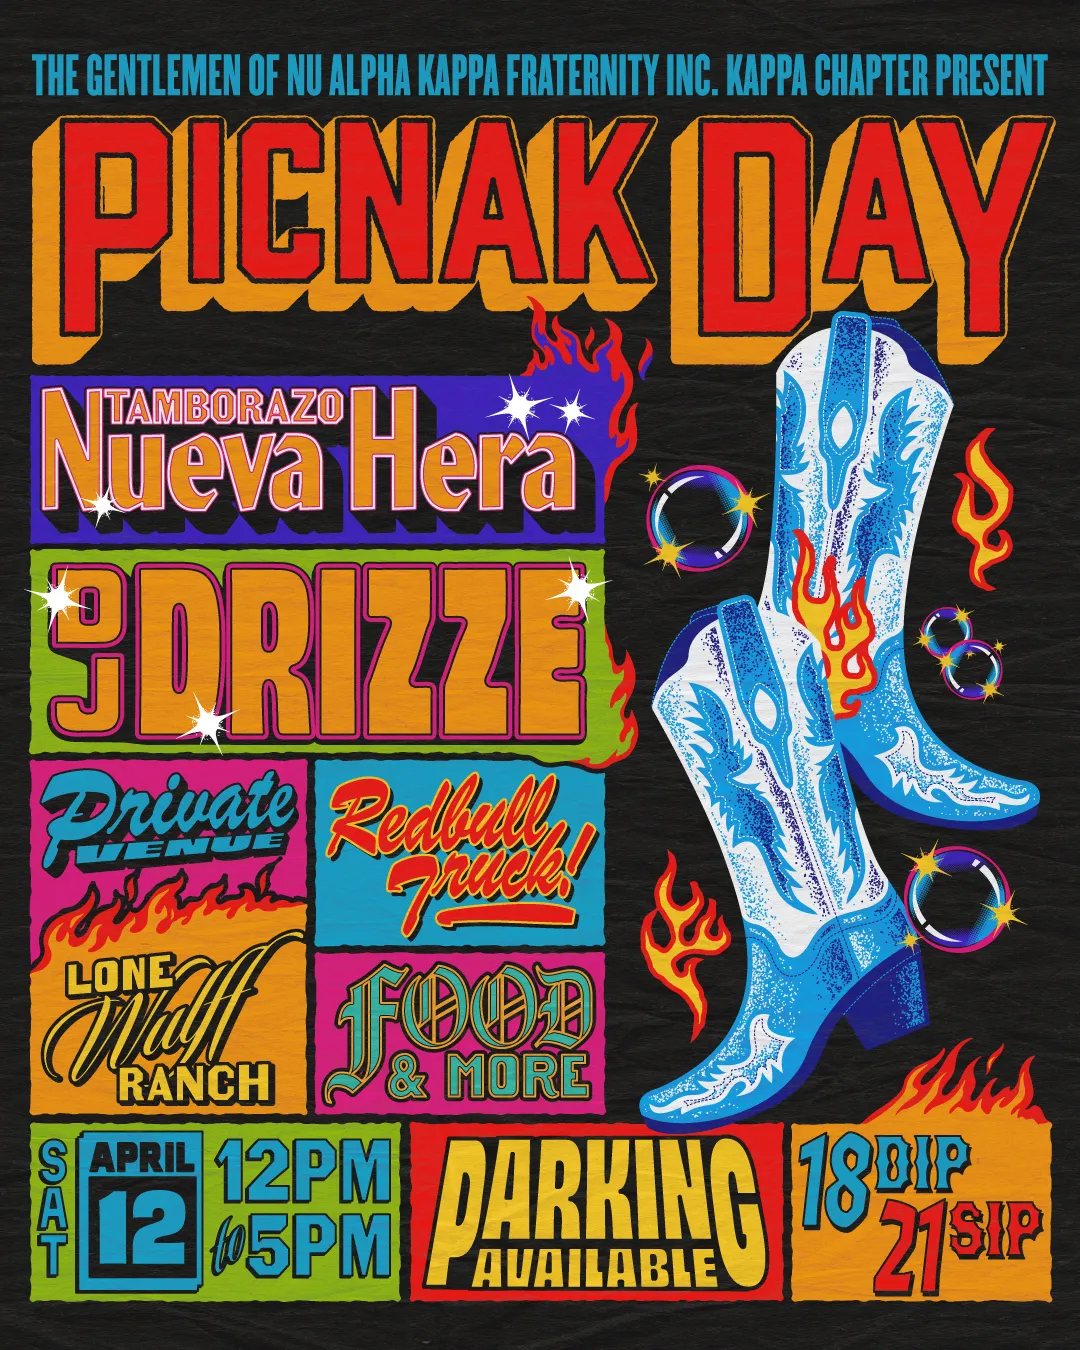 THE GENTLEMEN OF NU ALPHA KAPPA FRATERNITY INC. KAPPA CHAPTER PRESENT
PICNAK DAY
TAMBORAZO
Nueva Hera
DJ DRIZZE
Private
VENUE
Redbull
Truck!
LONE
Wulff
RANCH
FOOD
& MORE
SAT
APRIL
12
12PM
to 5PM
PARKING
AVAILABLE
18 DIP
21 SIP